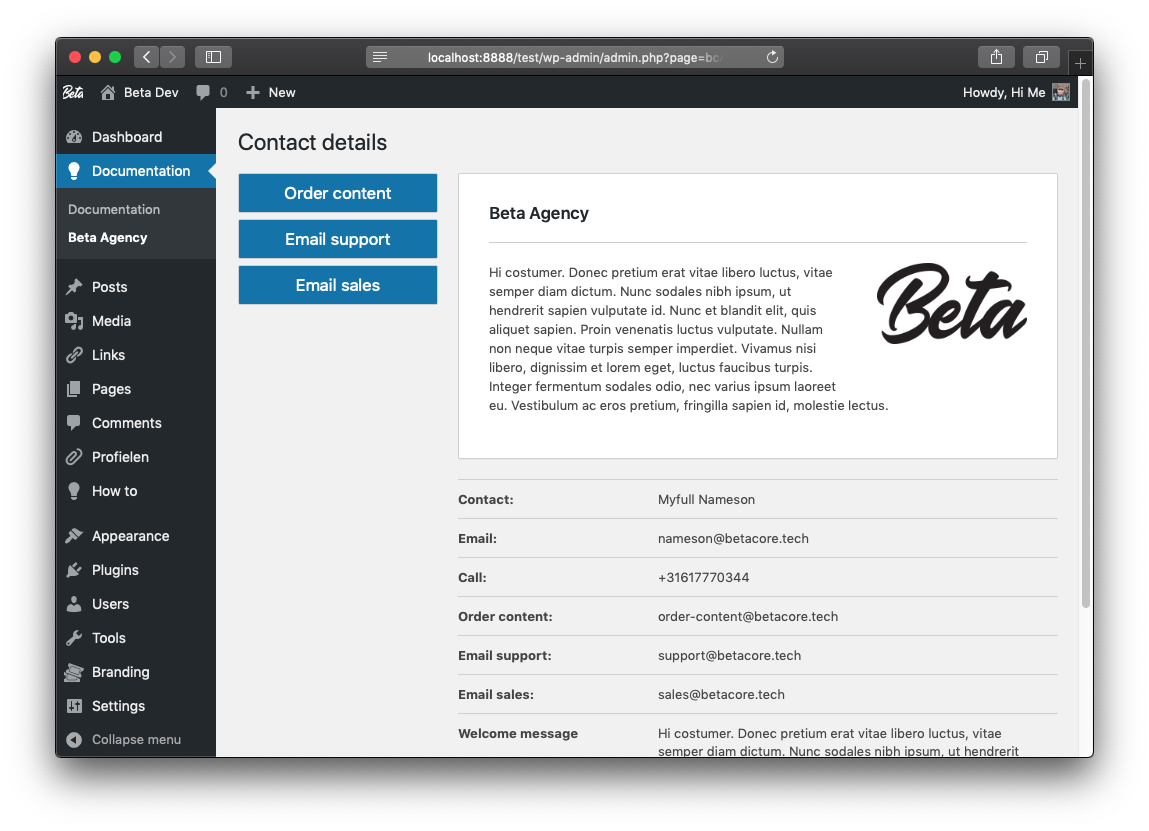 localhost:8888/test/wp-admin/admin.php?page=bc
Beta
Beta Dev
0
New
Howdy, Hi Me
Dashboard
Documentation
Documentation
Beta Agency
Posts
Media
Links
Pages
Comments
Profielen
How to
Appearance
Plugins
Users
Tools
Branding
Settings
Collapse menu
Contact details
Order content
Email support
Email sales
Beta Agency
Hi costumer. Donec pretium erat vitae libero luctus, vitae
semper diam dictum. Nunc sodales nibh ipsum, ut
hendrerit sapien vulputate id. Nunc et blandit elit, quis
aliquet sapien. Proin venenatis luctus vulputate. Nullam
non neque vitae turpis semper imperdiet. Vivamus nisi
libero, dignissim et lorem eget, luctus faucibus turpis.
Integer fermentum sodales odio, nec varius ipsum laoreet
eu. Vestibulum ac eros pretium, fringilla sapien id, molestie lectus.
Beta
Contact: Myfull Nameson
Email: nameson@betacore.tech
Call: +31617770344
Order content: order-content@betacore.tech
Email support: support@betacore.tech
Email sales: sales@betacore.tech
Welcome message Hi costumer. Donec pretium erat vitae libero luctus, vitae
semper diam dictum. Nunc sodales nibh ipsum, ut hendrerit